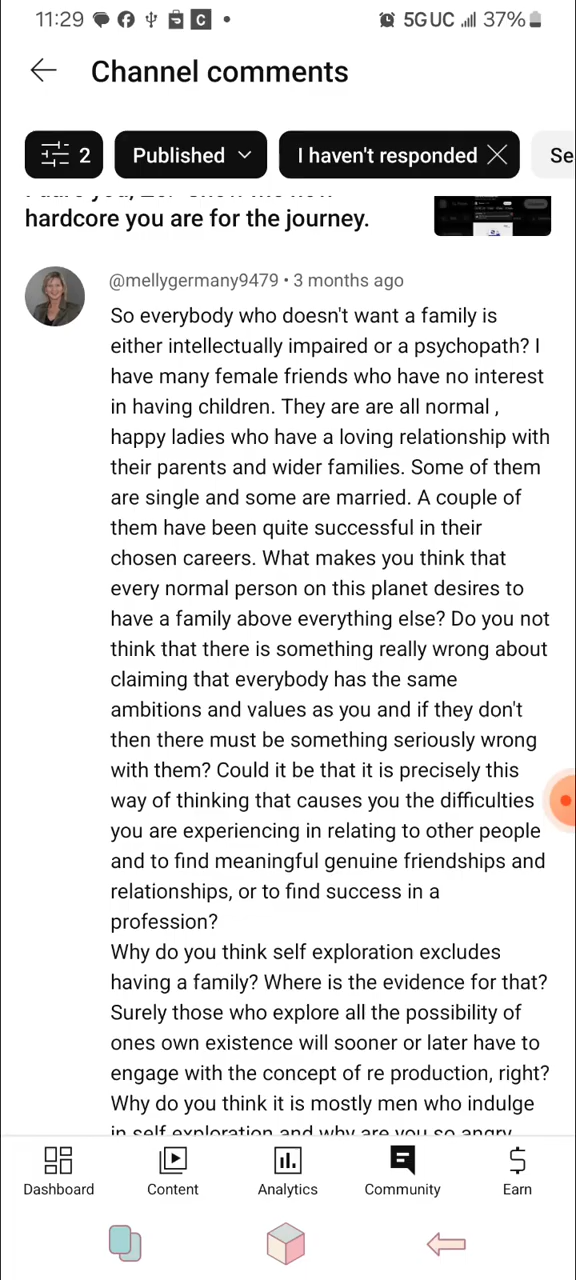 11:29
5G UC
37%
Channel comments
2
Published
I haven't responded
Se
hardcore you are for the journey.
@mellygermany9479 • 3 months ago
So everybody who doesn't want a family is
either intellectually impaired or a psychopath? I
have many female friends who have no interest
in having children. They are are all normal ,
happy ladies who have a loving relationship with
their parents and wider families. Some of them
are single and some are married. A couple of
them have been quite successful in their
chosen careers. What makes you think that
every normal person on this planet desires to
have a family above everything else? Do you not
think that there is something really wrong about
claiming that everybody has the same
ambitions and values as you and if they don't
then there must be something seriously wrong
with them? Could it be that it is precisely this
way of thinking that causes you the difficulties
you are experiencing in relating to other people
and to find meaningful genuine friendships and
relationships, or to find success in a
profession?
Why do you think self exploration excludes
having a family? Where is the evidence for that?
Surely those who explore all the possibility of
ones own existence will sooner or later have to
engage with the concept of re production, right?
Why do you think it is mostly men who indulge
in self exploration and why are you so angry
Dashboard
Content
Analytics
Community
Earn